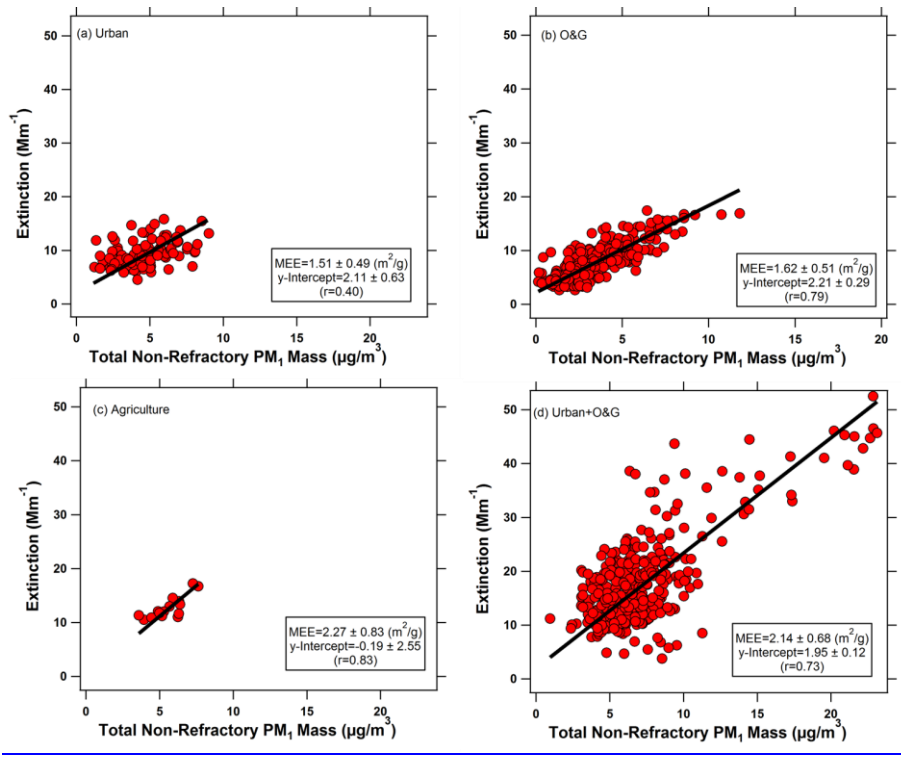 (a) Urban
50
40
30
20
10
0
Extinction (Mm⁻¹)
MEE=1.51 ± 0.49 (m²/g)
y-Intercept=2.11 ± 0.63
(r=0.40)
0 5 10 15 20
Total Non-Refractory PM₁ Mass (µg/m³)
(b) O&G
50
40
30
20
10
0
Extinction (Mm⁻¹)
MEE=1.62 ± 0.51 (m²/g)
y-Intercept=2.21 ± 0.29
(r=0.79)
0 5 10 15 20
Total Non-Refractory PM₁ Mass (µg/m³)
(c) Agriculture
50
40
30
20
10
0
Extinction (Mm⁻¹)
MEE=2.27 ± 0.83 (m²/g)
y-Intercept=-0.19 ± 2.55
(r=0.83)
0 5 10 15 20
Total Non-Refractory PM₁ Mass (µg/m³)
(d) Urban+O&G
50
40
30
20
10
0
Extinction (Mm⁻¹)
MEE=2.14 ± 0.68 (m²/g)
y-Intercept=1.95 ± 0.12
(r=0.73)
0 5 10 15 20
Total Non-Refractory PM₁ Mass (µg/m³)